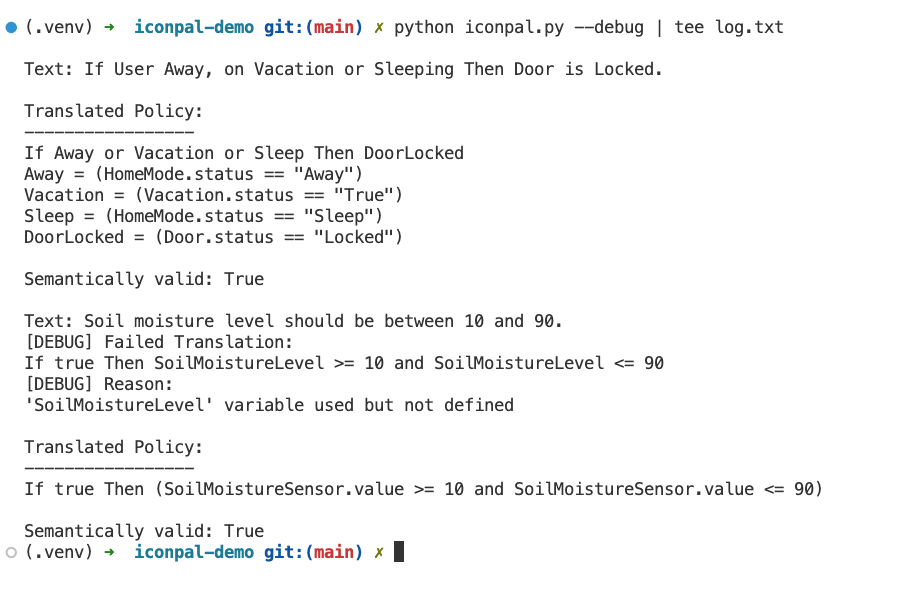 (.venv) ➜ iconpal-demo git:(main) ✗ python iconpal.py --debug | tee log.txt
Text: If User Away, on Vacation or Sleeping Then Door is Locked.
Translated Policy:
-----------------
If Away or Vacation or Sleep Then DoorLocked
Away = (HomeMode.status == "Away")
Vacation = (Vacation.status == "True")
Sleep = (HomeMode.status == "Sleep")
DoorLocked = (Door.status == "Locked")
Semantically valid: True
Text: Soil moisture level should be between 10 and 90.
[DEBUG] Failed Translation:
If true Then SoilMoistureLevel >= 10 and SoilMoistureLevel <= 90
[DEBUG] Reason:
'SoilMoistureLevel' variable used but not defined
Translated Policy:
-----------------
If true Then (SoilMoistureSensor.value >= 10 and SoilMoistureSensor.value <= 90)
Semantically valid: True
(.venv) ➜ iconpal-demo git:(main) ✗